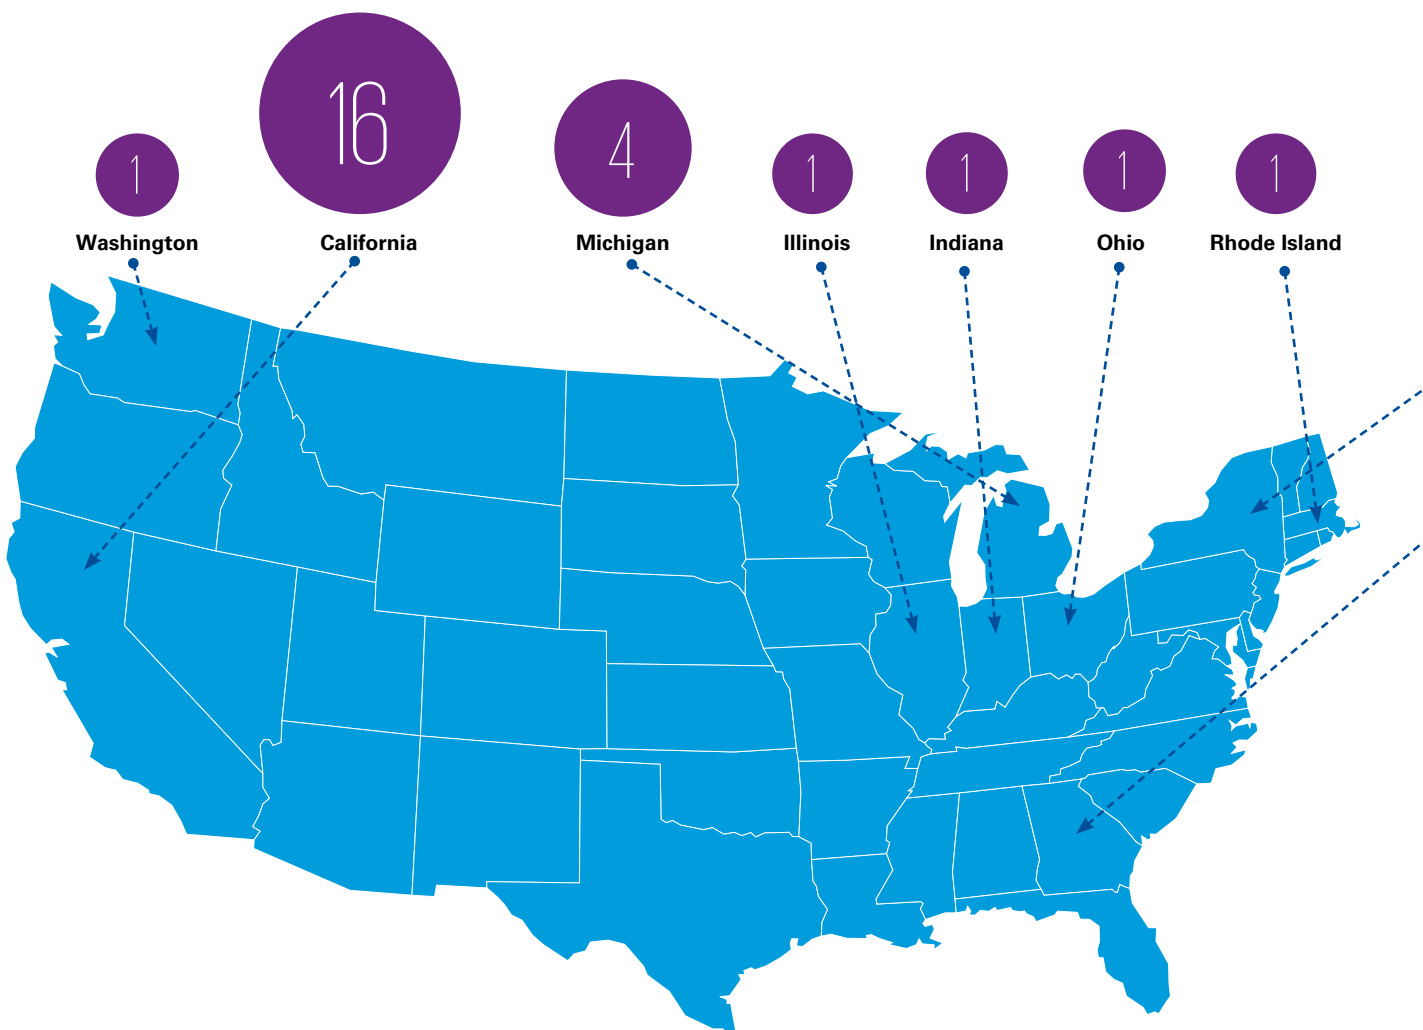 16
4
1
1
1
1
1
Washington
California
Michigan
Illinois
Indiana
Ohio
Rhode Island